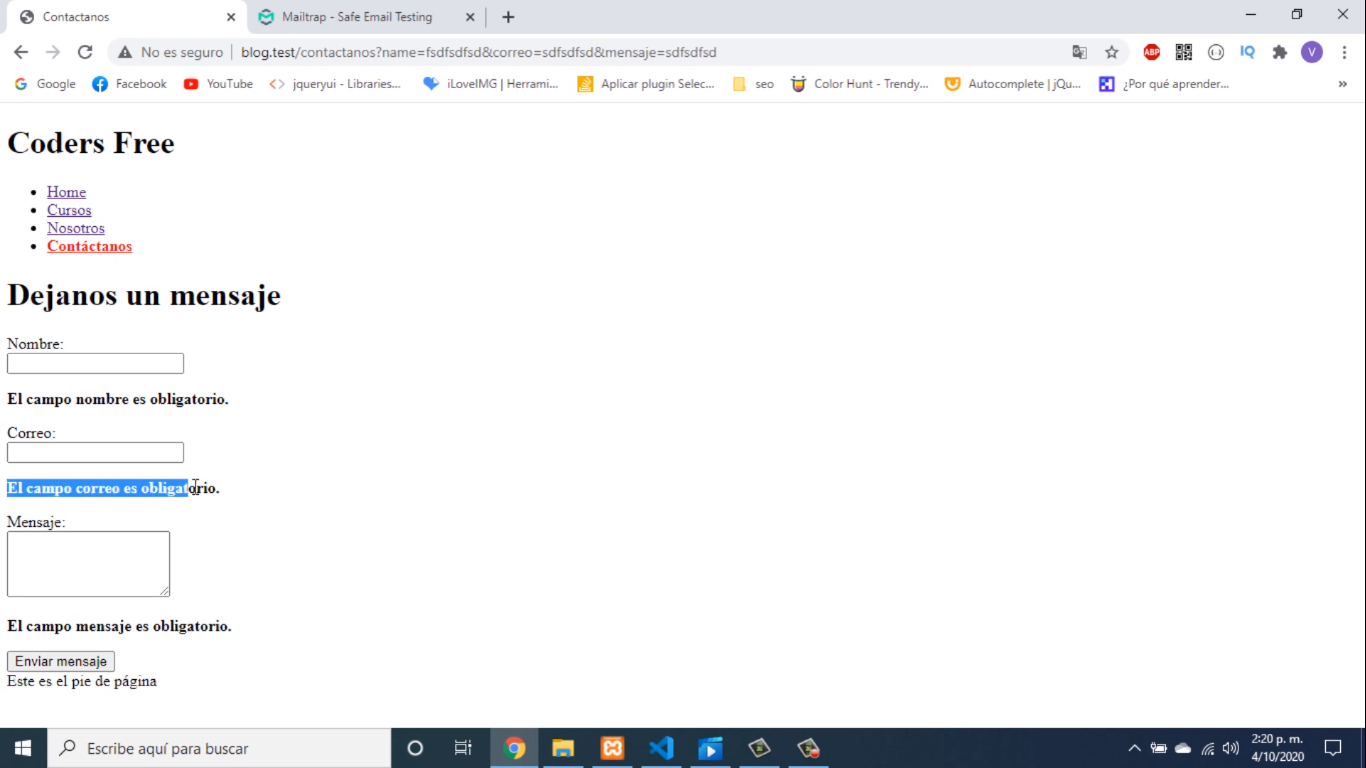 Contactanos
Mailtrap - Safe Email Testing
No es seguro
blog.test/contactanos?name=fsdfsdfsd&correo=sdfsdfsd&mensaje=sdfsdfsd
ABP
IQ
V
Google
Facebook
YouTube
jqueryui - Libraries...
iLoveIMG | Herrami...
Aplicar plugin Selec...
seo
Color Hunt - Trendy...
Autocomplete | jQu...
¿Por qué aprender...
Coders Free
Home
Cursos
Nosotros
Contáctanos
Dejanos un mensaje
Nombre:
El campo nombre es obligatorio.
Correo:
El campo correo es obligatorio.
Mensaje:
El campo mensaje es obligatorio.
Enviar mensaje
Este es el pie de página
Escribe aquí para buscar
2:20 p. m.
4/10/2020